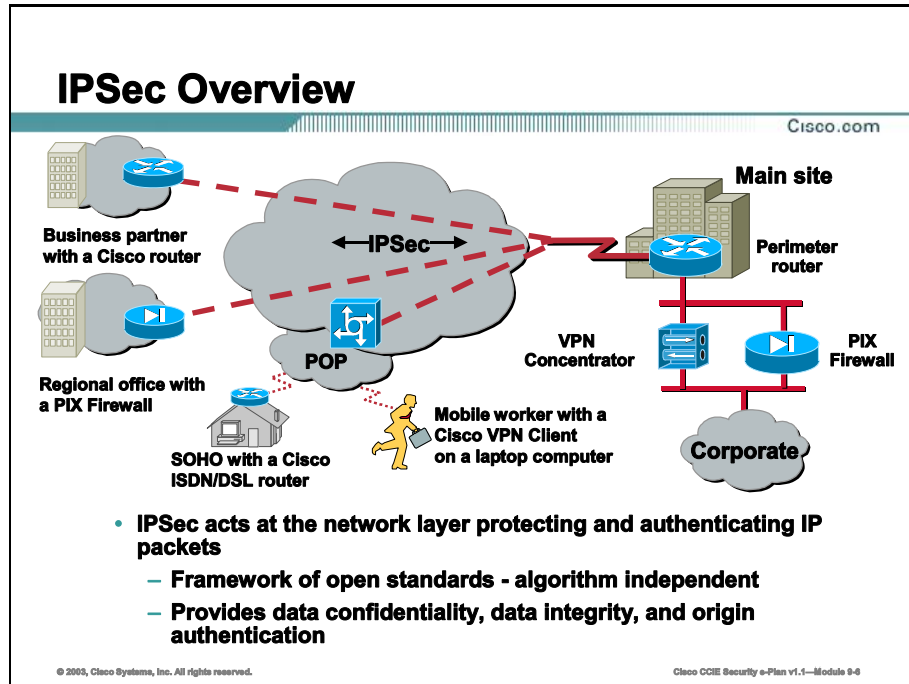 IPSec Overview
Cisco.com
Main site
Business partner
with a Cisco router
IPSec
Perimeter
router
POP
VPN
Concentrator
PIX
Firewall
Regional office with
a PIX Firewall
Mobile worker with a
Cisco VPN Client
on a laptop computer
SOHO with a Cisco
ISDN/DSL router
Corporate
• IPSec acts at the network layer protecting and authenticating IP
packets
– Framework of open standards - algorithm independent
– Provides data confidentiality, data integrity, and origin
authentication
© 2003, Cisco Systems, Inc. All rights reserved.
Cisco CCIE Security e-Plan v1.1—Module 9-6